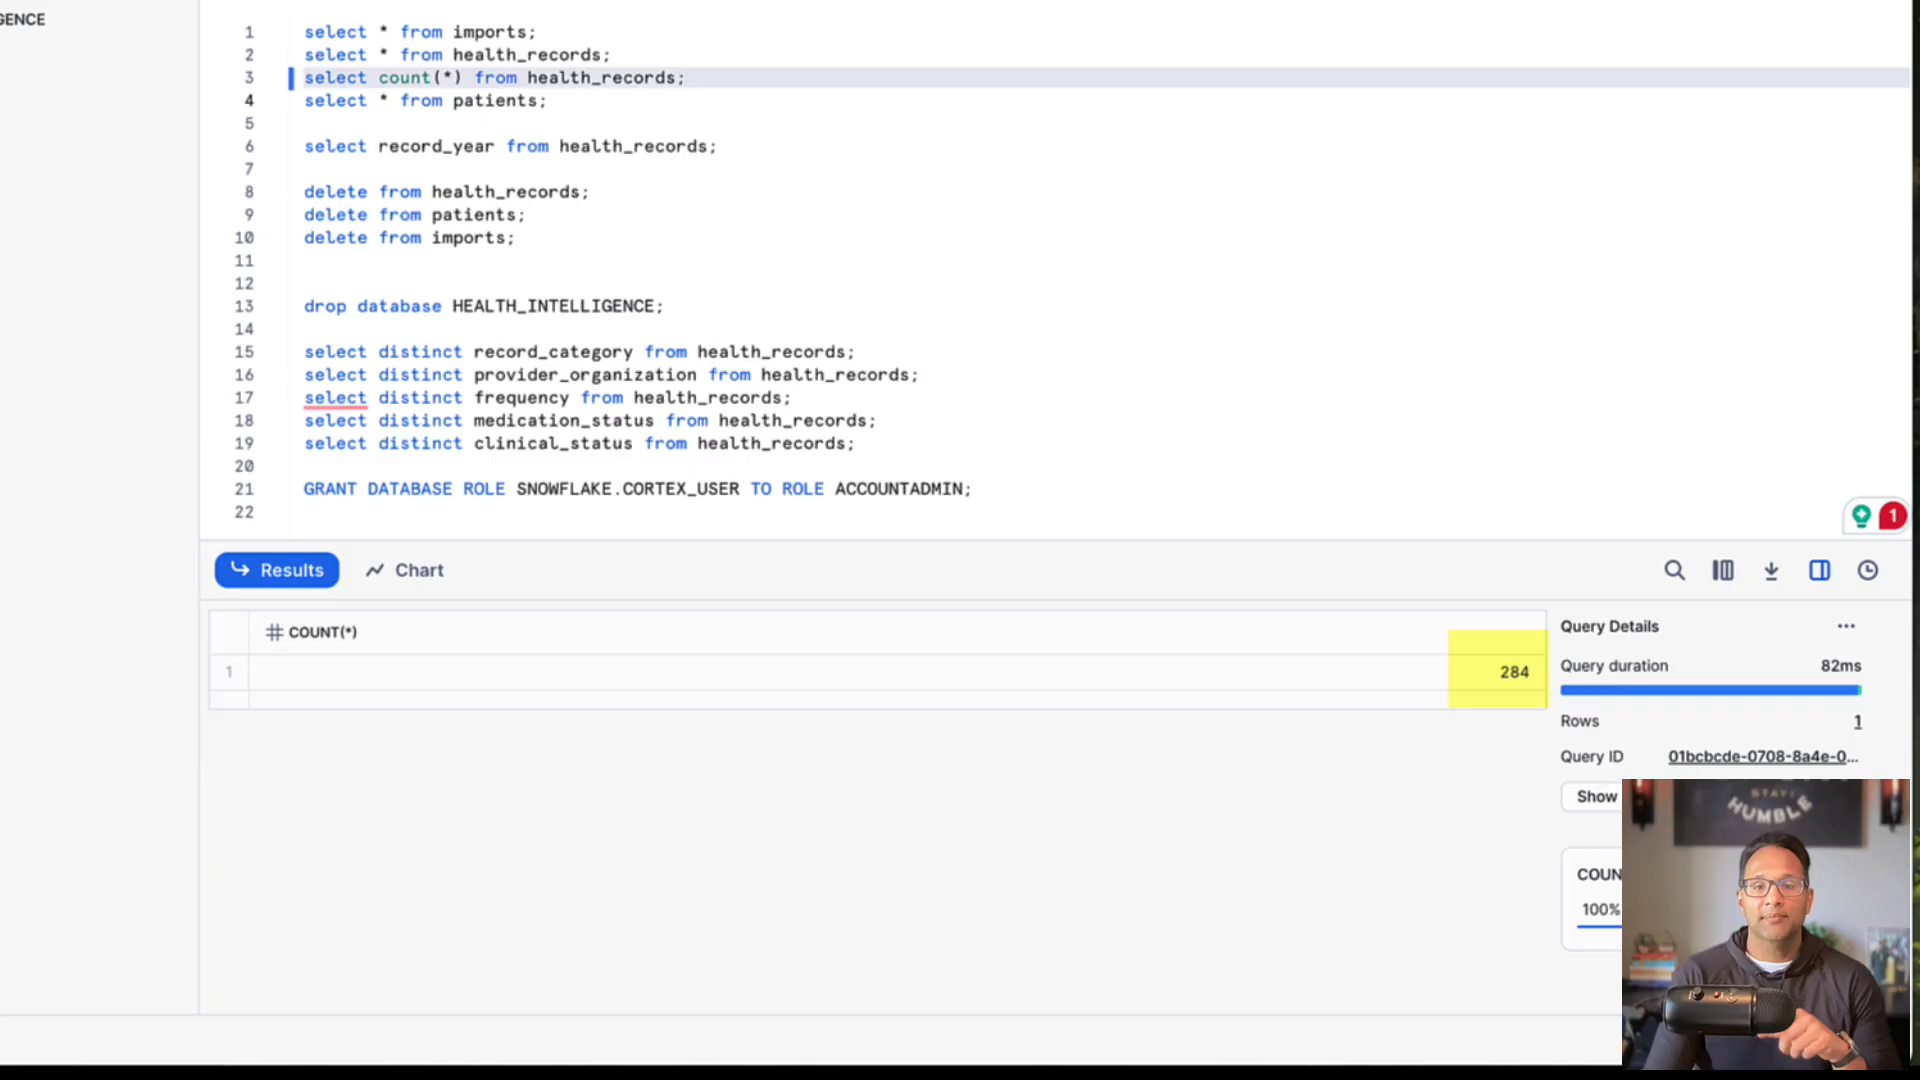 GENCE
1 select * from imports;
2 select * from health_records;
3 select count(*) from health_records;
4 select * from patients;
5
6 select record_year from health_records;
7
8 delete from health_records;
9 delete from patients;
10 delete from imports;
11
12
13 drop database HEALTH_INTELLIGENCE;
14
15 select distinct record_category from health_records;
16 select distinct provider_organization from health_records;
17 select distinct frequency from health_records;
18 select distinct medication_status from health_records;
19 select distinct clinical_status from health_records;
20
21 GRANT DATABASE ROLE SNOWFLAKE.CORTEX_USER TO ROLE ACCOUNTADMIN;
22
1
Results Chart
# COUNT(*)
1 284
Query Details ...
Query duration 82ms
Rows 1
Query ID 01bcbcde-0708-8a4e-0...
Show
STAY
HUMBLE
COUN
100%